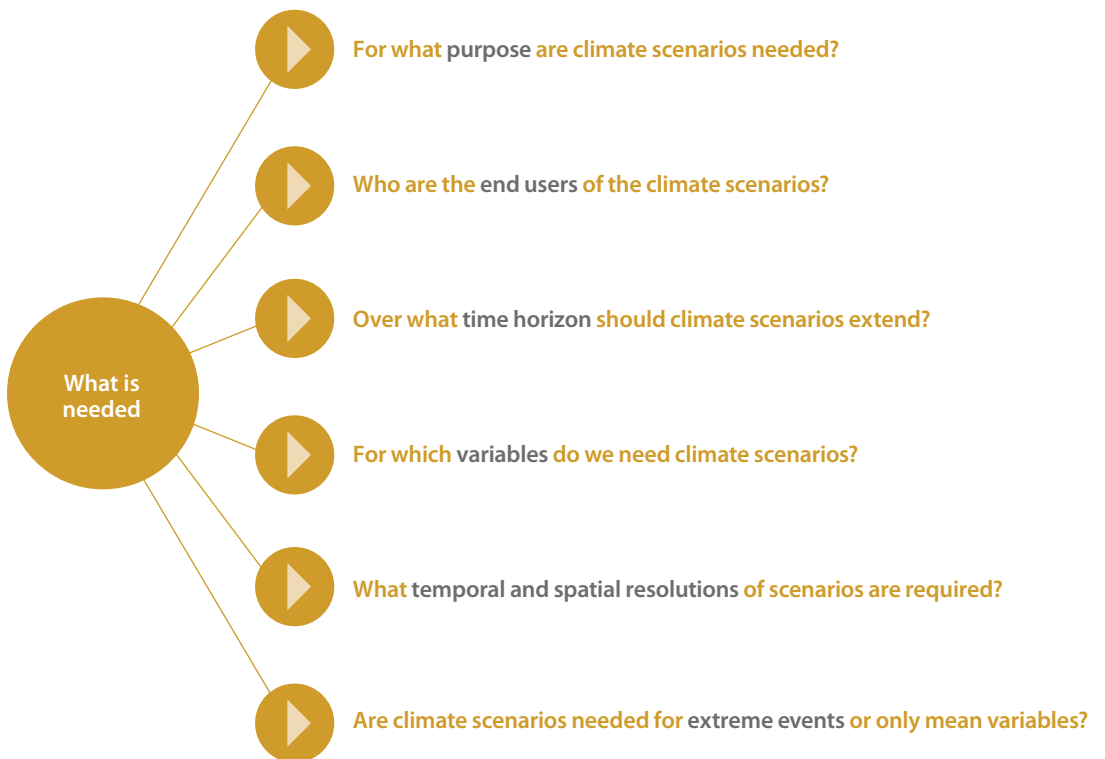 For what purpose are climate scenarios needed?
Who are the end users of the climate scenarios?
Over what time horizon should climate scenarios extend?
What is
needed
For which variables do we need climate scenarios?
What temporal and spatial resolutions of scenarios are required?
Are climate scenarios needed for extreme events or only mean variables?